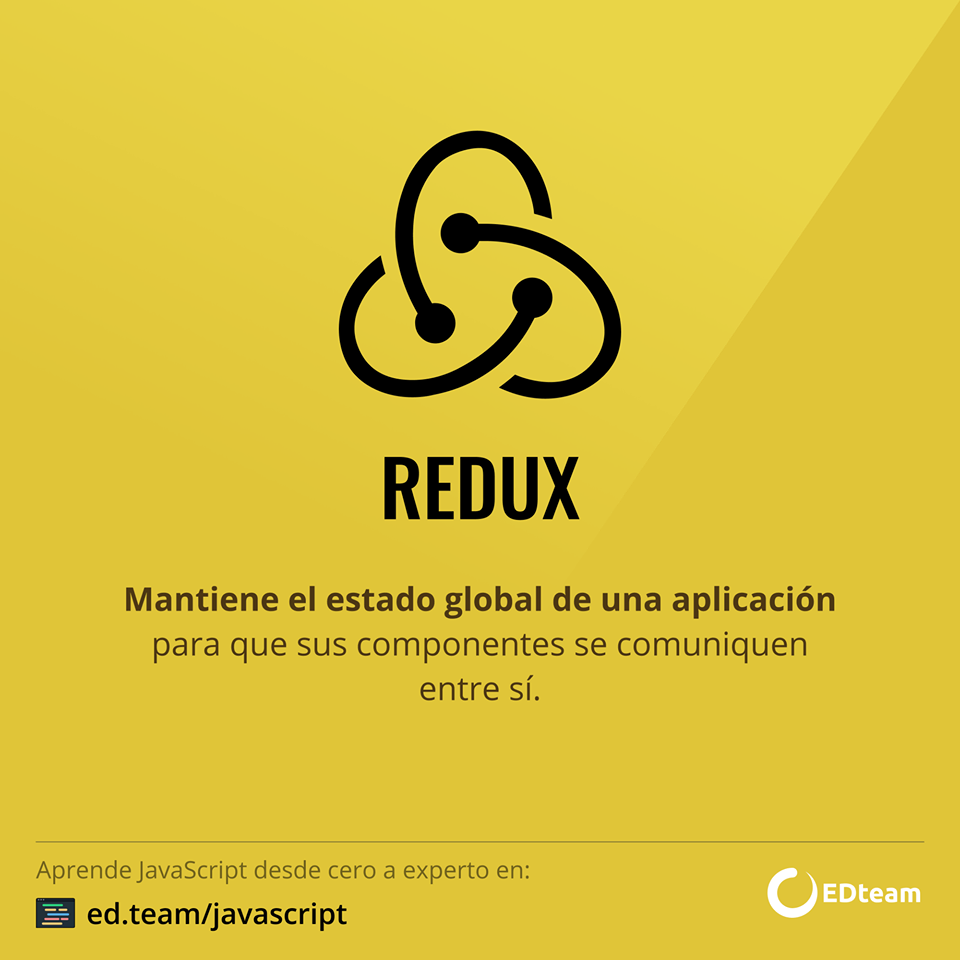 REDUX
Mantiene el estado global de una aplicación
para que sus componentes se comuniquen
entre sí.
Aprende JavaScript desde cero a experto en:
ed.team/javascript
EDteam